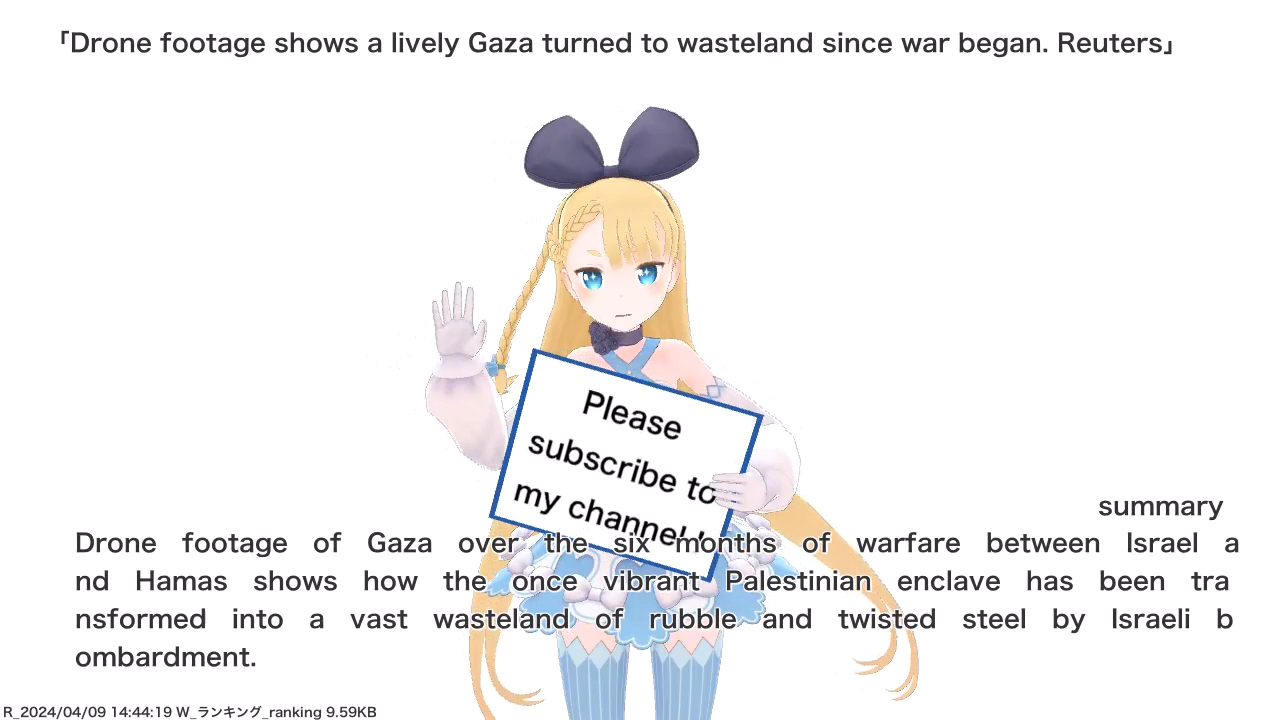 「Drone footage shows a lively Gaza turned to wasteland since war began. Reuters」
Please
subscribe to
my channel!
summary
Drone footage of Gaza over the six months of warfare between Israel a
nd Hamas shows how the once vibrant Palestinian enclave has been tra
nsformed into a vast wasteland of rubble and twisted steel by Israeli b
ombardment.
R_2024/04/09 14:44:19 W_ランキング_ranking 9.59KB